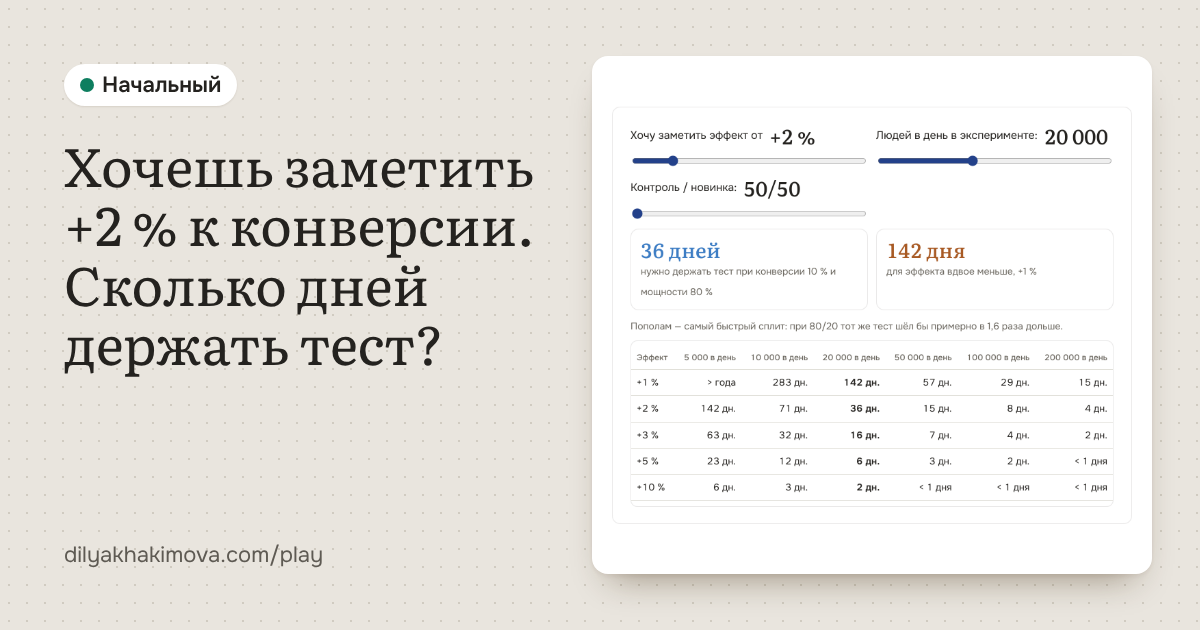 Начальный
Хочешь заметить
+2 % к конверсии.
Сколько дней
держать тест?
dilyakhakimova.com/play
Хочу заметить эффект от +2 %
Людей в день в эксперименте: 20 000
Контроль / новинка: 50/50
36 дней
нужно держать тест при конверсии 10 % и
мощности 80 %
142 дня
для эффекта вдвое меньше, +1 %
Пополам — самый быстрый сплит: при 80/20 тот же тест шёл бы примерно в 1,6 раза дольше.
Эффект 5 000 в день 10 000 в день 20 000 в день 50 000 в день 100 000 в день 200 000 в день
+1 % > года 283 дн. 142 дн. 57 дн. 29 дн. 15 дн.
+2 % 142 дн. 71 дн. 36 дн. 15 дн. 8 дн. 4 дн.
+3 % 63 дн. 32 дн. 16 дн. 7 дн. 4 дн. 2 дн.
+5 % 23 дн. 12 дн. 6 дн. 3 дн. 2 дн. < 1 дня
+10 % 6 дн. 3 дн. 2 дн. < 1 дня < 1 дня < 1 дня